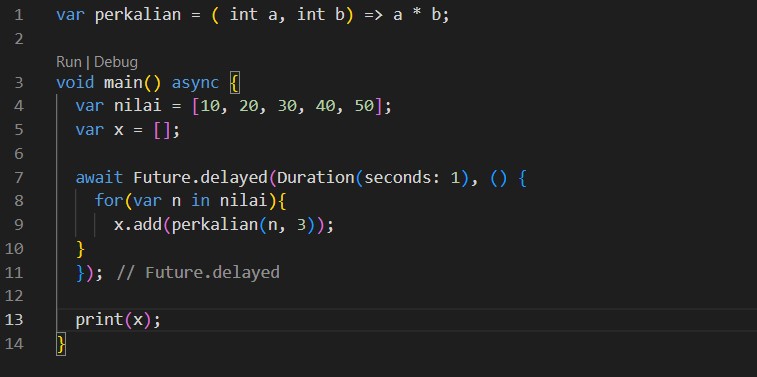 1 var perkalian = ( int a, int b) => a * b;
2
Run | Debug
3 void main() async {
4 var nilai = [10, 20, 30, 40, 50];
5 var x = [];
6
7 await Future.delayed(Duration(seconds: 1), () {
8 for(var n in nilai){
9 x.add(perkalian(n, 3));
10 }
11 }); // Future.delayed
12
13 print(x);
14 }